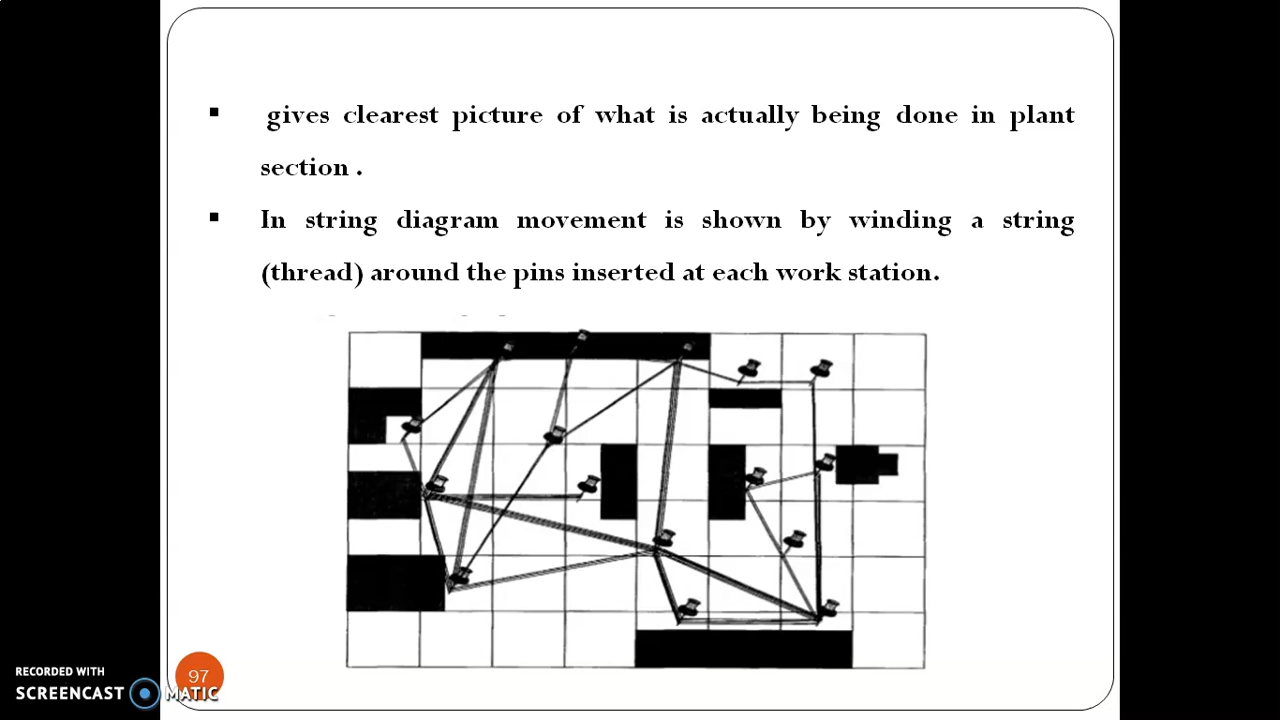 ▪ gives clearest picture of what is actually being done in plant
section .
▪ In string diagram movement is shown by winding a string
(thread) around the pins inserted at each work station.
97
RECORDED WITH
SCREENCAST MATIC